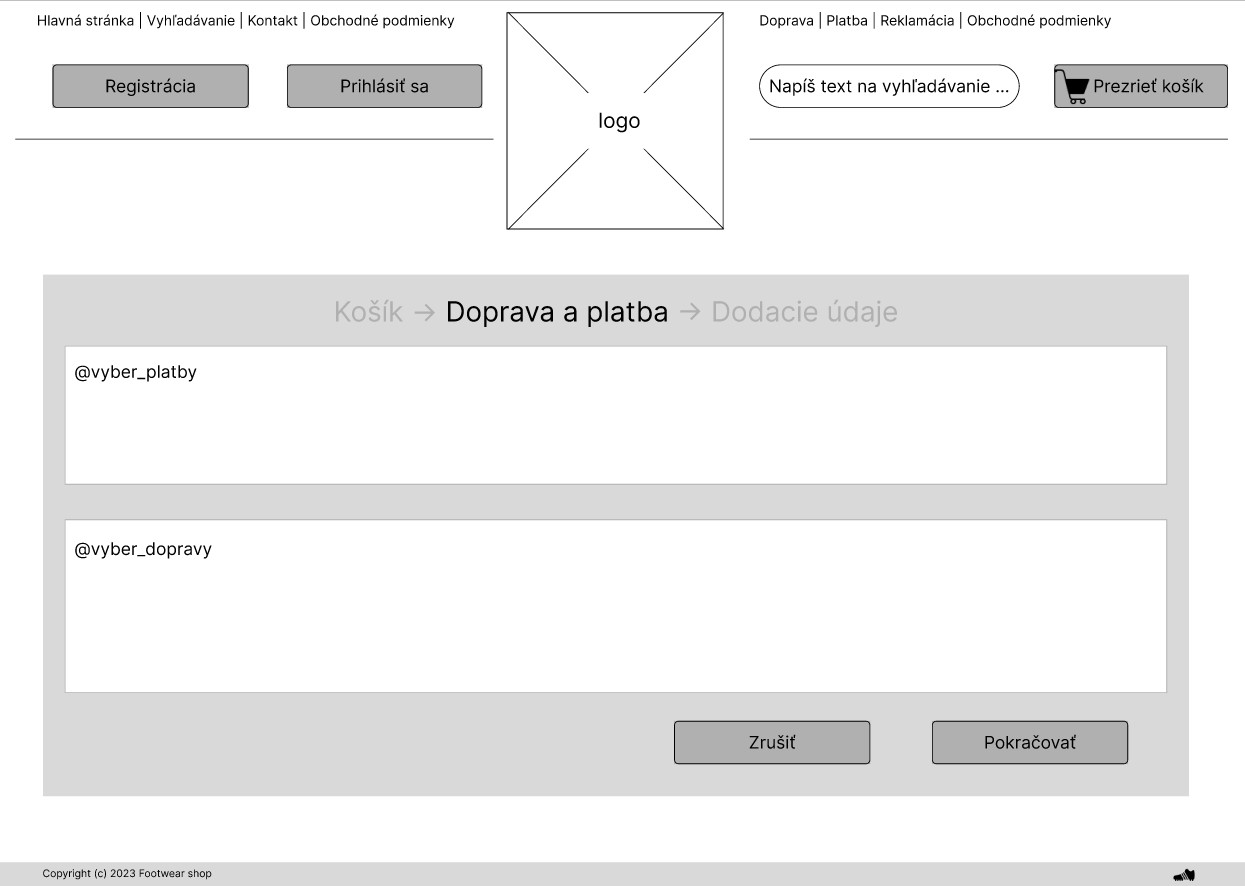 Hlavná stránka | Vyhľadávanie | Kontakt | Obchodné podmienky
Doprava | Platba | Reklamácia | Obchodné podmienky
Registrácia
Prihlásiť sa
logo
Napíš text na vyhľadávanie ...
Prezrieť košík
Košík → Doprava a platba → Dodacie údaje
@vyber_platby
@vyber_dopravy
Zrušiť
Pokračovať
Copyright (c) 2023 Footwear shop